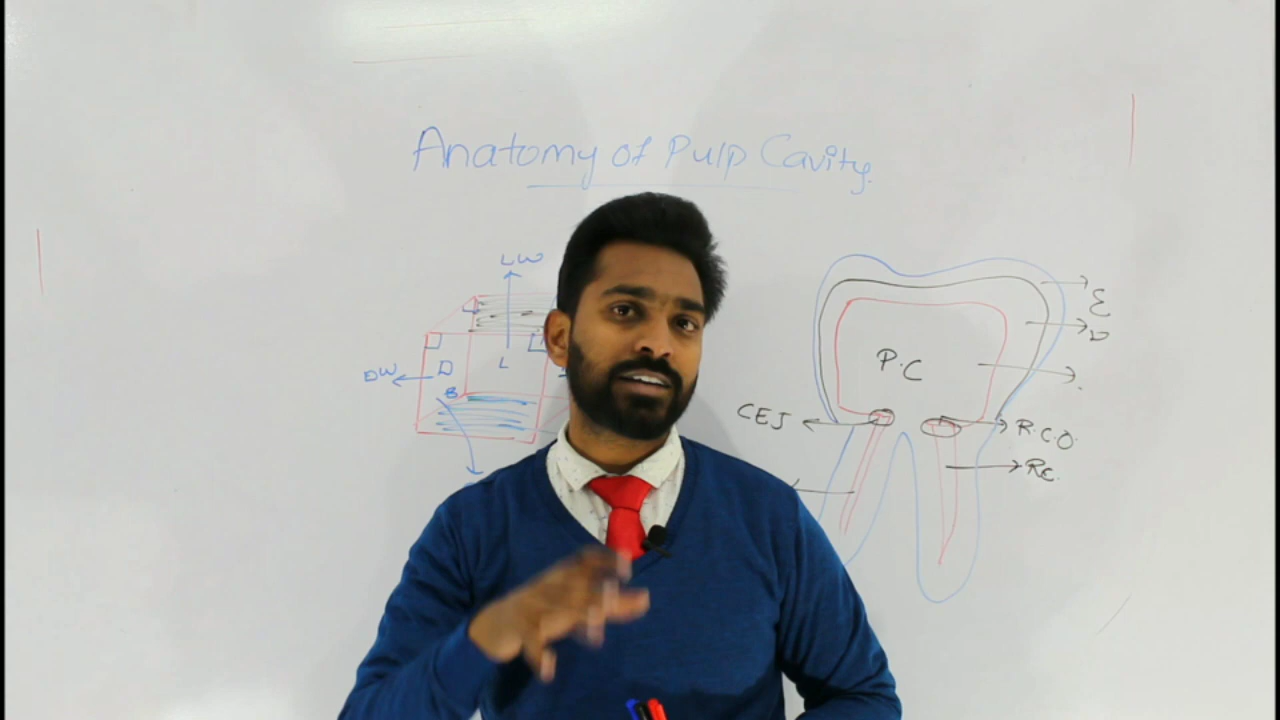 Anatomy of Pulp Cavity.
LW
DW
D
L
B
P.C
E
D
CEJ
R.C.O
RC.